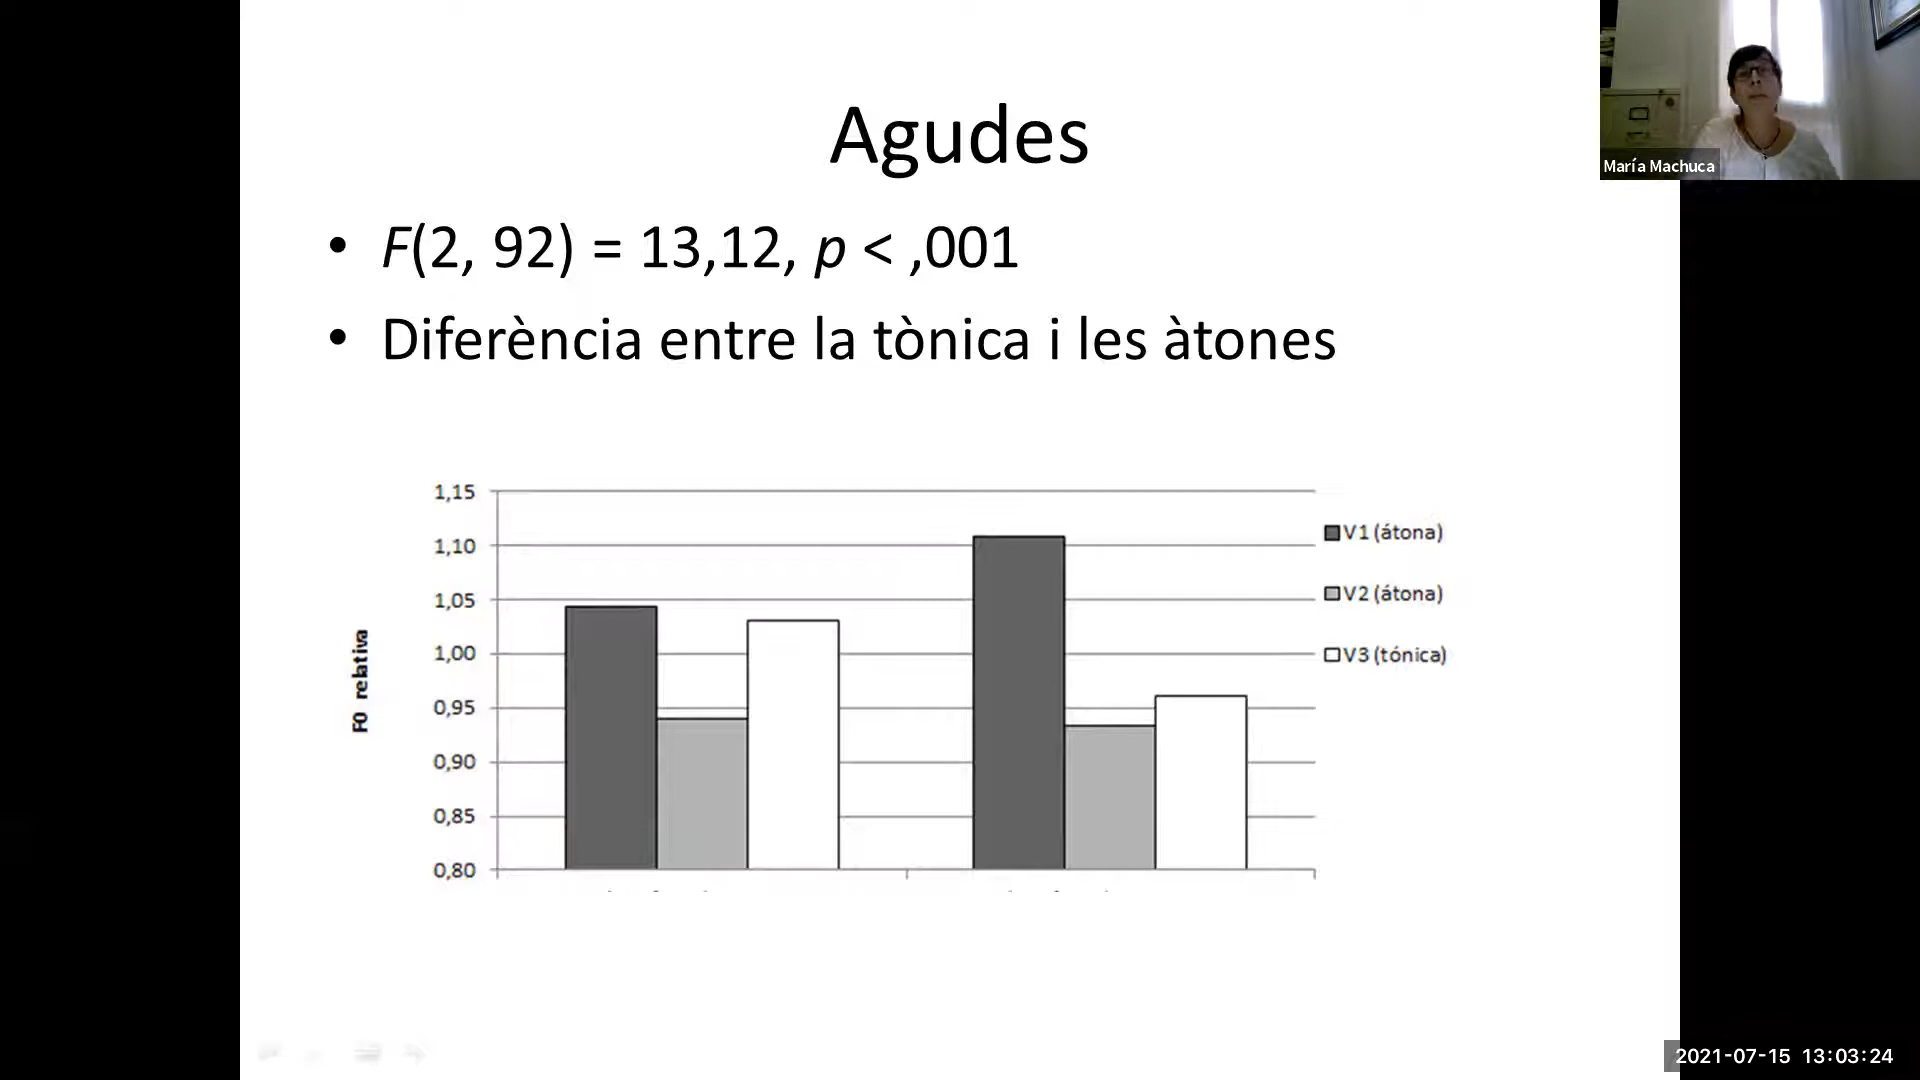 Agudes
María Machuca
• F(2, 92) = 13,12, p < ,001
• Diferència entre la tònica i les àtones
1,15
1,10
1,05
1,00
0,95
0,90
0,85
0,80
F0 relativa
V1 (átona)
V2 (átona)
V3 (tónica)
2021-07-15 13:03:24